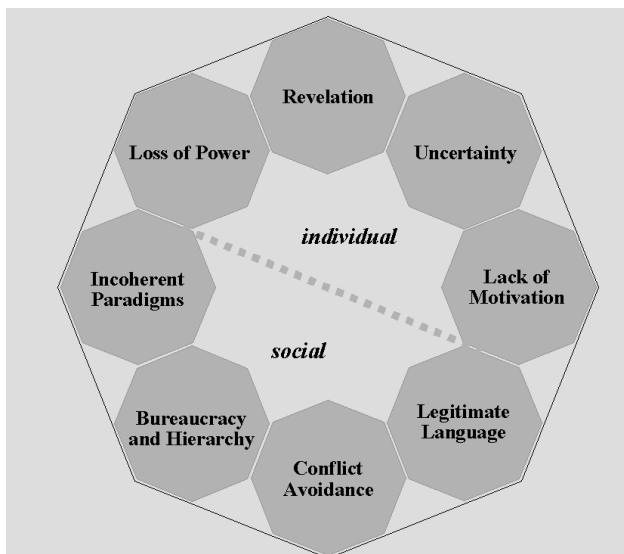 Revelation
Loss of Power
Uncertainty
individual
Incoherent
Paradigms
Lack of
Motivation
social
Bureaucracy
and Hierarchy
Legitimate
Language
Conflict
Avoidance